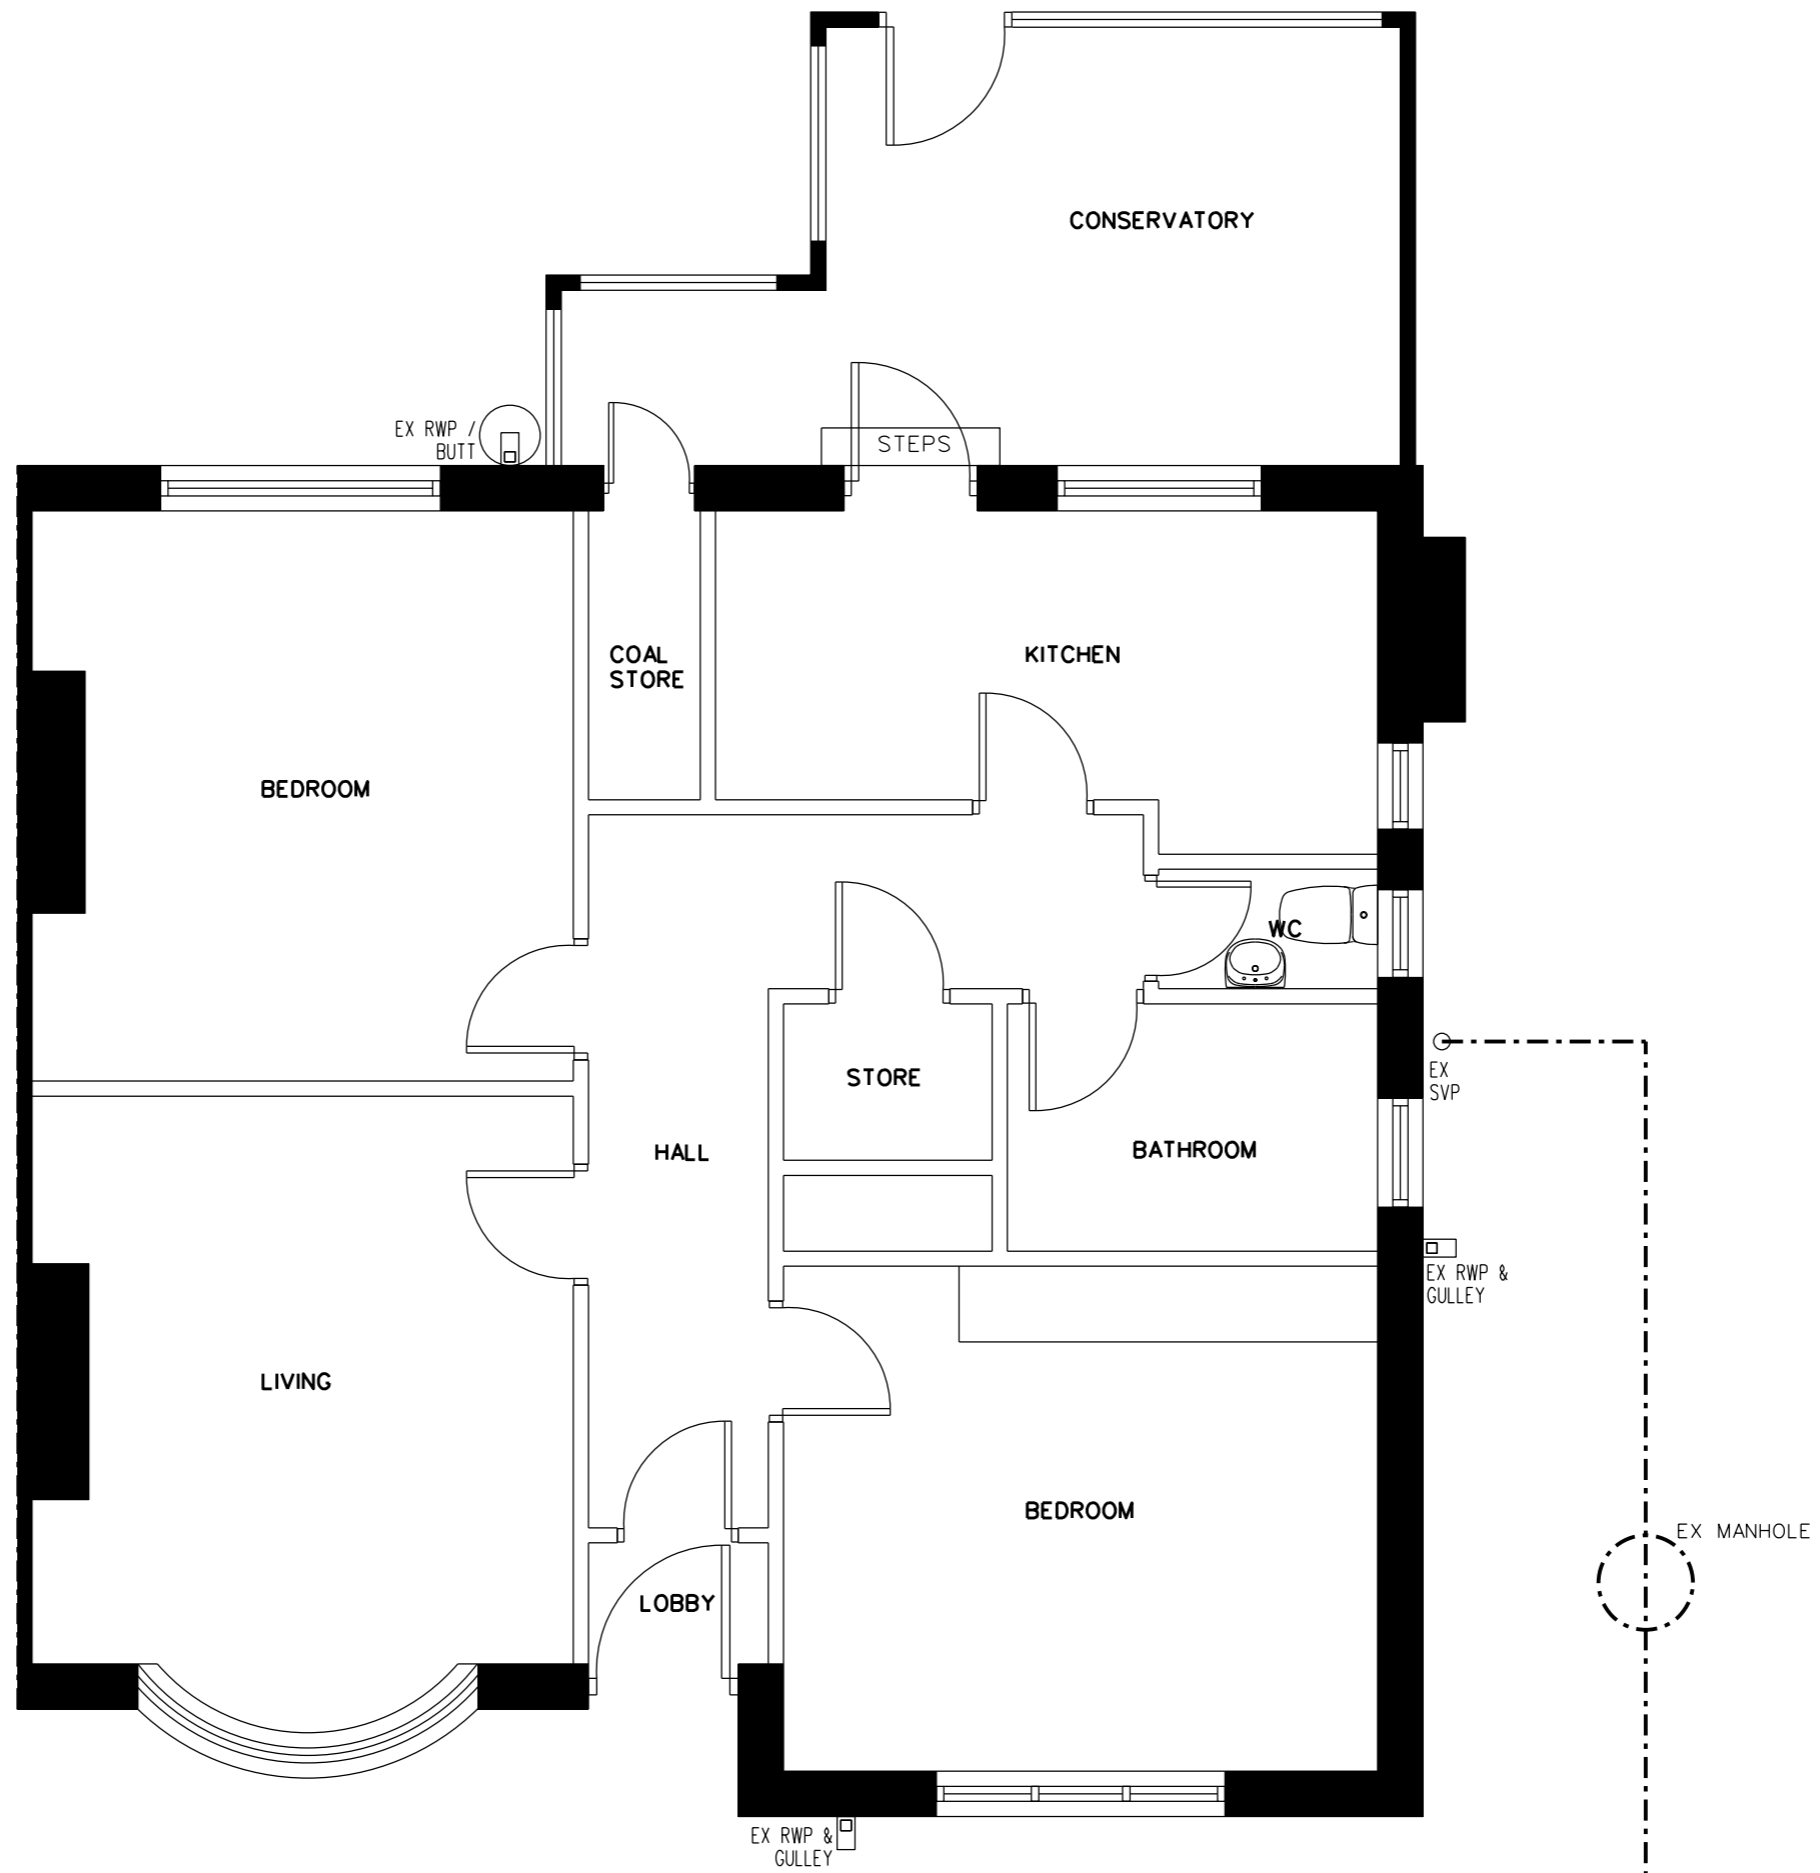 CONSERVATORY
EX RWP /
BUTT
STEPS
COAL
STORE
KITCHEN
BEDROOM
WC
EX
SVP
STORE
HALL
BATHROOM
EX RWP &
GULLEY
LIVING
BEDROOM
EX MANHOLE
LOBBY
EX RWP &
GULLEY